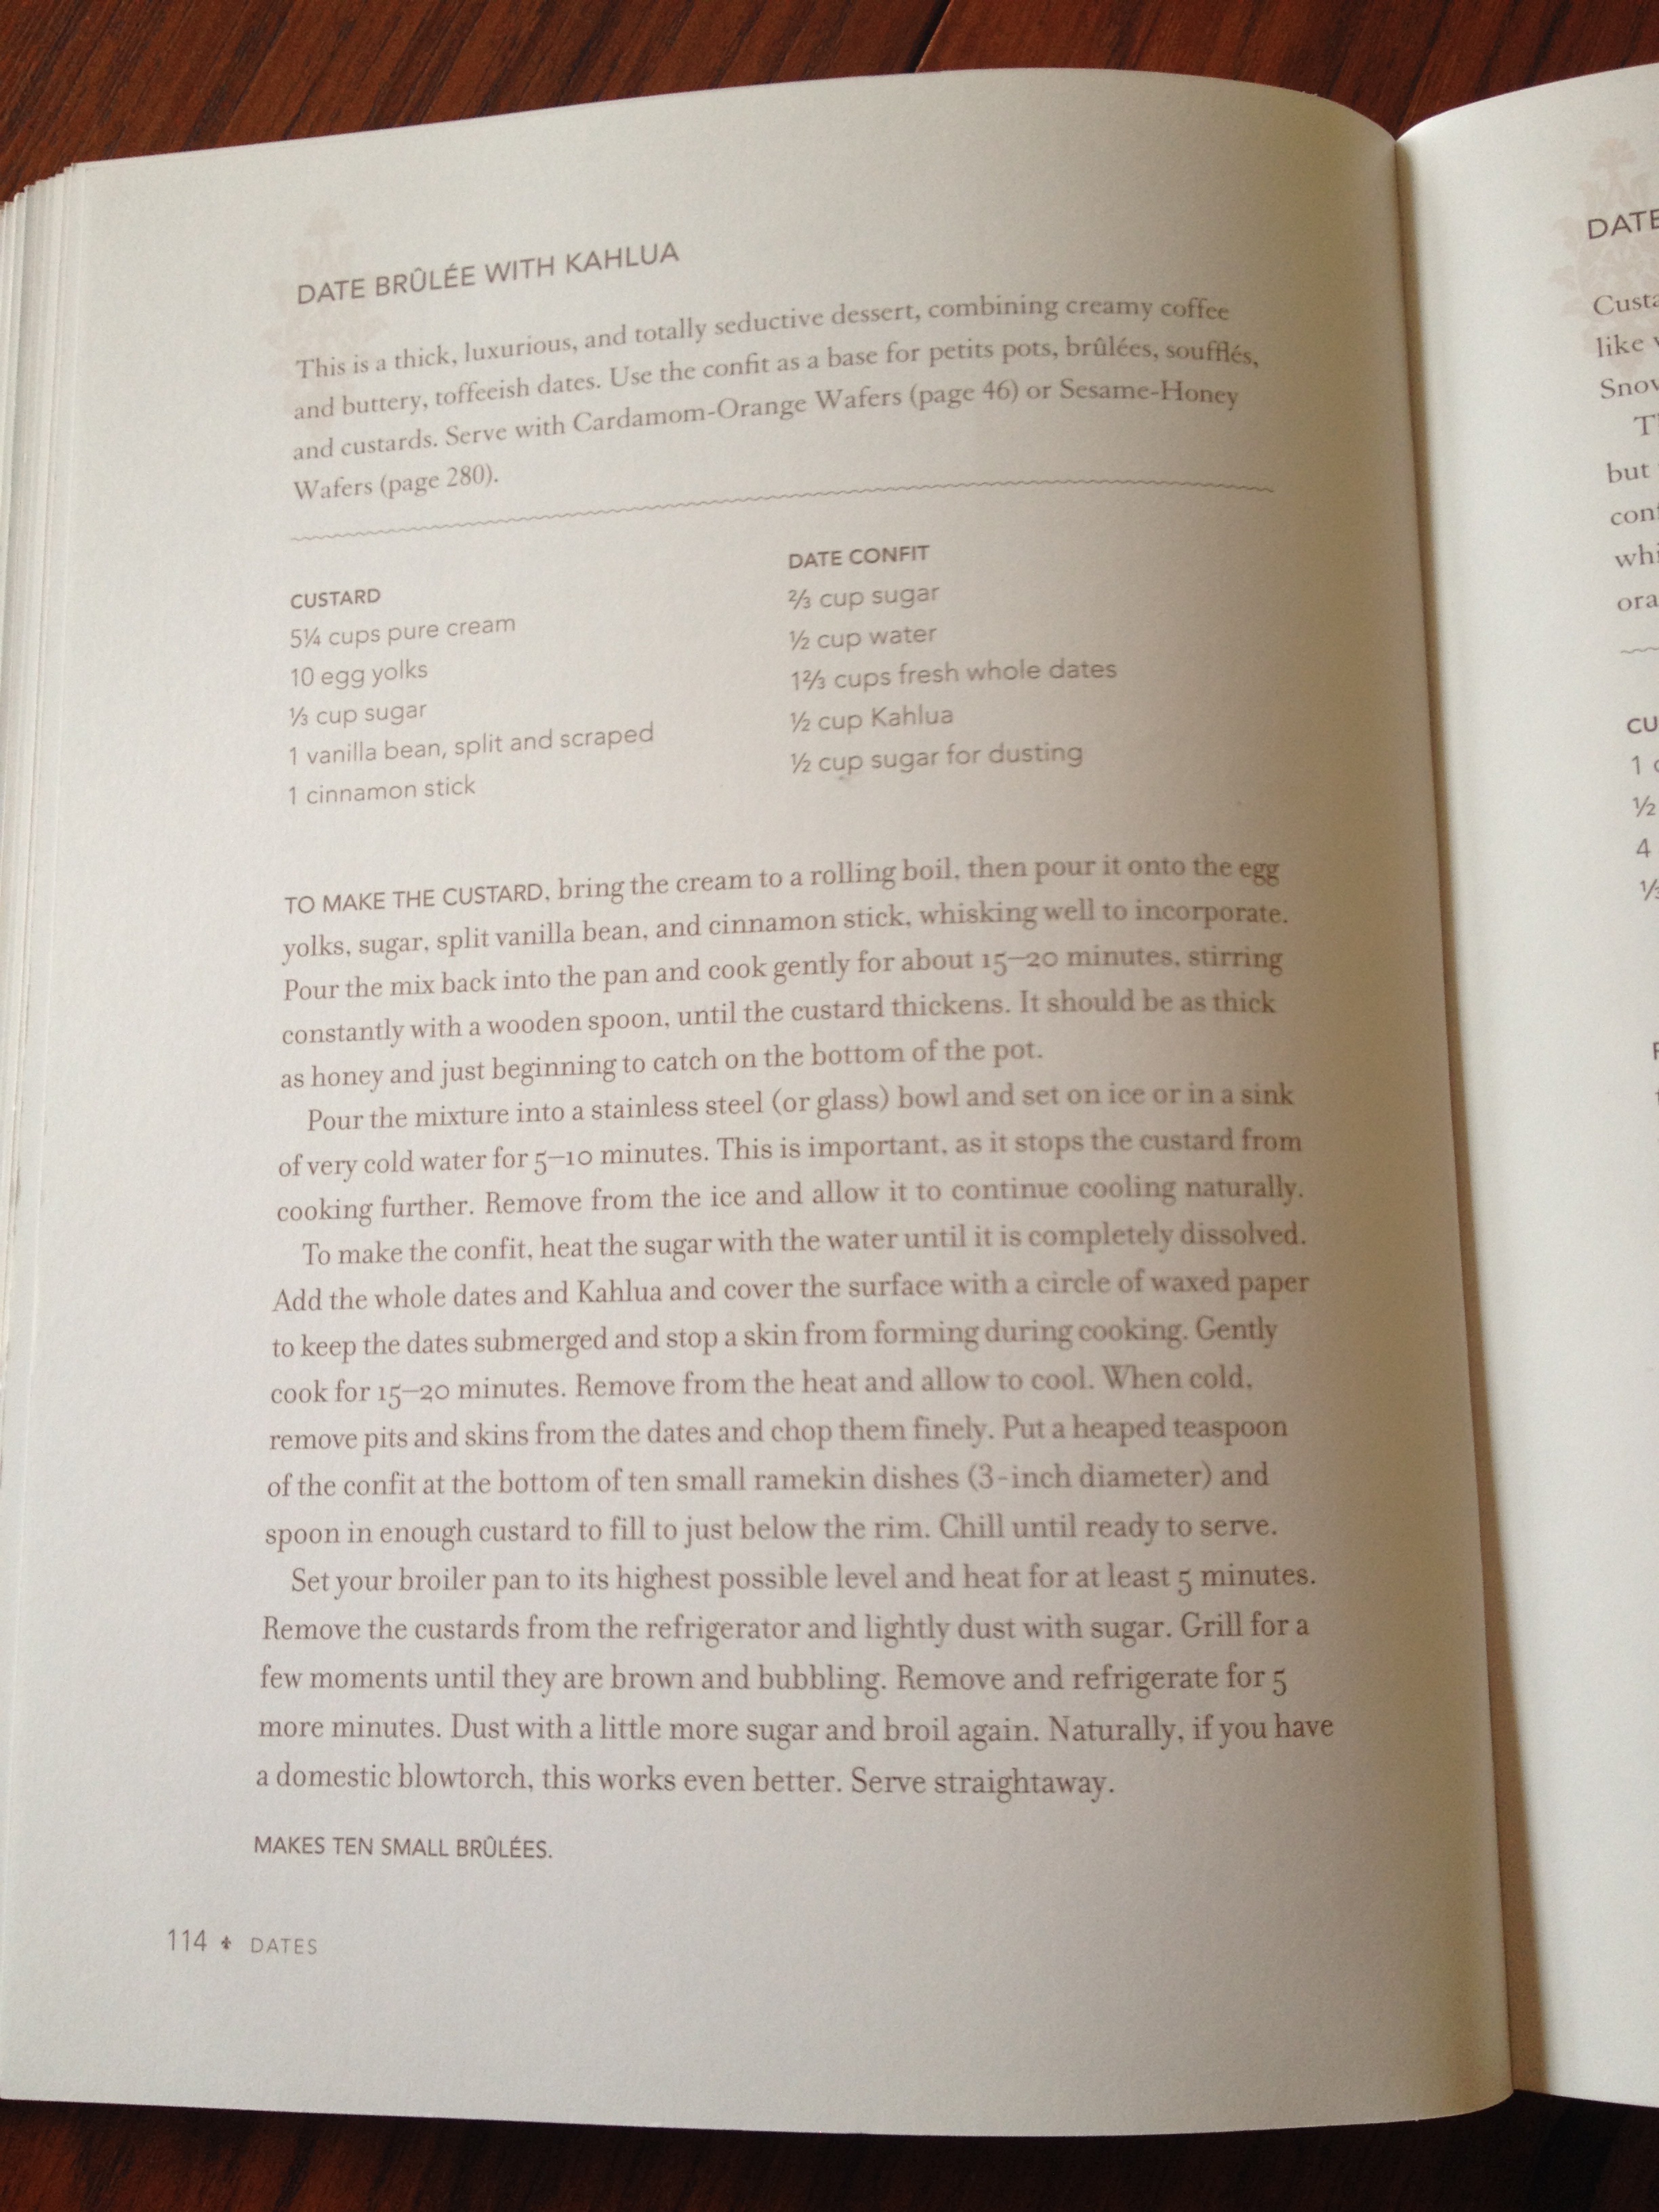 DATE BRÛLÉE WITH KAHLUA
This is a thick, luxurious, and totally seductive dessert, combining creamy coffee
and buttery, toffeeish dates. Use the confit as a base for petits pots, brûlées, soufflés,
and custards. Serve with Cardamom-Orange Wafers (page 46) or Sesame-Honey
Wafers (page 280).
CUSTARD
5¼ cups pure cream
10 egg yolks
⅓ cup sugar
1 vanilla bean, split and scraped
1 cinnamon stick
DATE CONFIT
⅔ cup sugar
½ cup water
1⅔ cups fresh whole dates
½ cup Kahlua
½ cup sugar for dusting
TO MAKE THE CUSTARD, bring the cream to a rolling boil, then pour it onto the egg
yolks, sugar, split vanilla bean, and cinnamon stick, whisking well to incorporate.
Pour the mix back into the pan and cook gently for about 15–20 minutes, stirring
constantly with a wooden spoon, until the custard thickens. It should be as thick
as honey and just beginning to catch on the bottom of the pot.
Pour the mixture into a stainless steel (or glass) bowl and set on ice or in a sink
of very cold water for 5–10 minutes. This is important, as it stops the custard from
cooking further. Remove from the ice and allow it to continue cooling naturally.
To make the confit, heat the sugar with the water until it is completely dissolved.
Add the whole dates and Kahlua and cover the surface with a circle of waxed paper
to keep the dates submerged and stop a skin from forming during cooking. Gently
cook for 15–20 minutes. Remove from the heat and allow to cool. When cold,
remove pits and skins from the dates and chop them finely. Put a heaped teaspoon
of the confit at the bottom of ten small ramekin dishes (3-inch diameter) and
spoon in enough custard to fill to just below the rim. Chill until ready to serve.
Set your broiler pan to its highest possible level and heat for at least 5 minutes.
Remove the custards from the refrigerator and lightly dust with sugar. Grill for a
few moments until they are brown and bubbling. Remove and refrigerate for 5
more minutes. Dust with a little more sugar and broil again. Naturally, if you have
a domestic blowtorch, this works even better. Serve straightaway.
MAKES TEN SMALL BRÛLÉES.
114 DATES
DATE
like
but
1
½
4
⅓